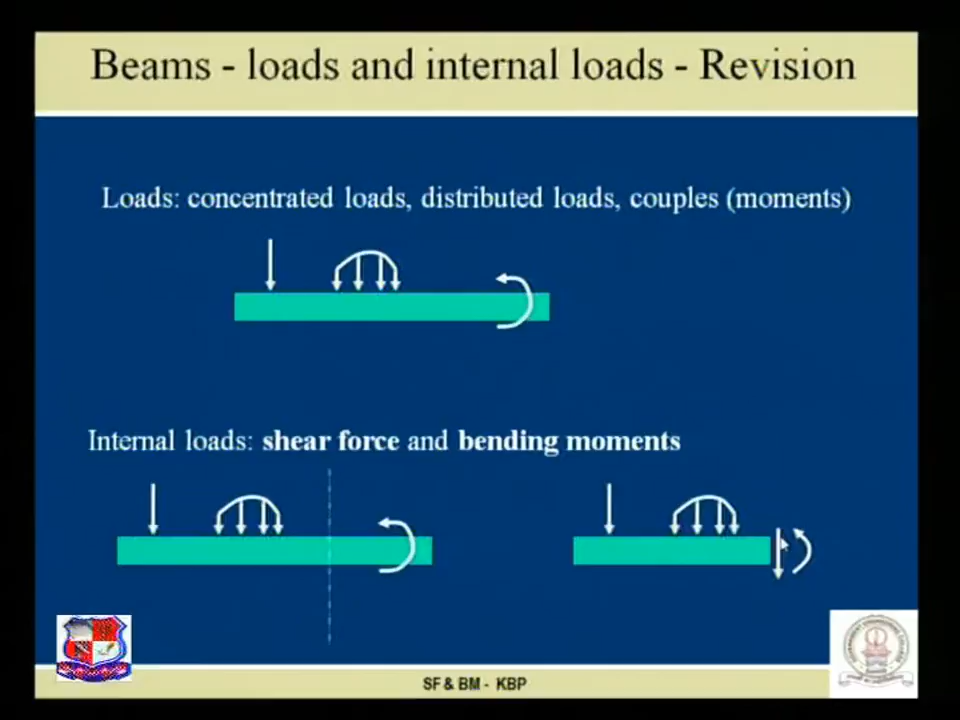 Beams - loads and internal loads - Revision
Loads: concentrated loads, distributed loads, couples (moments)
Internal loads: shear force and bending moments
SF & BM - KBP